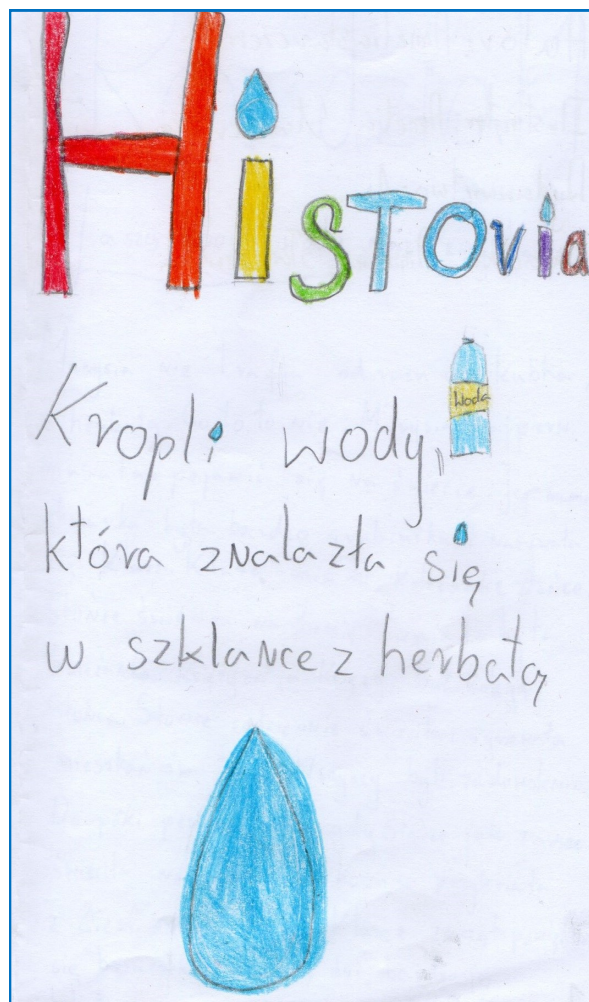 Historia
Woda
Kropli wody,
która znalazła się
w szklance z herbatą